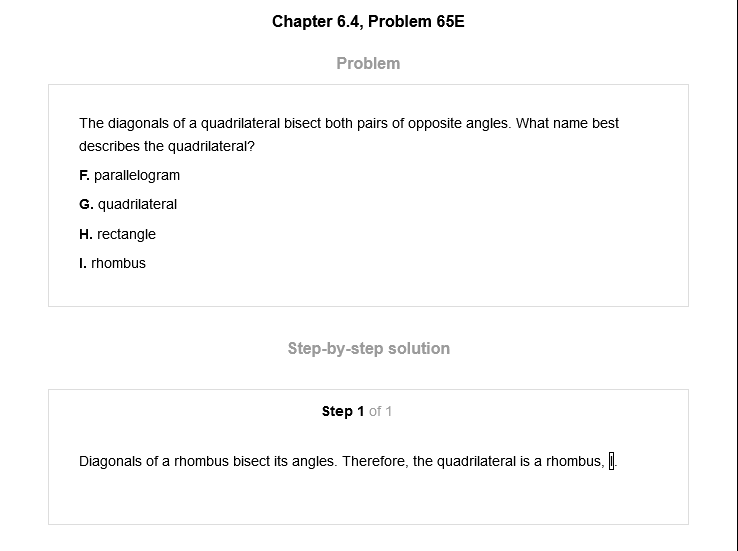 Chapter 6.4, Problem 65E
Problem
The diagonals of a quadrilateral bisect both pairs of opposite angles. What name best
describes the quadrilateral?
F. parallelogram
G. quadrilateral
H. rectangle
I. rhombus
Step-by-step solution
Step 1 of 1
Diagonals of a rhombus bisect its angles. Therefore, the quadrilateral is a rhombus, I.